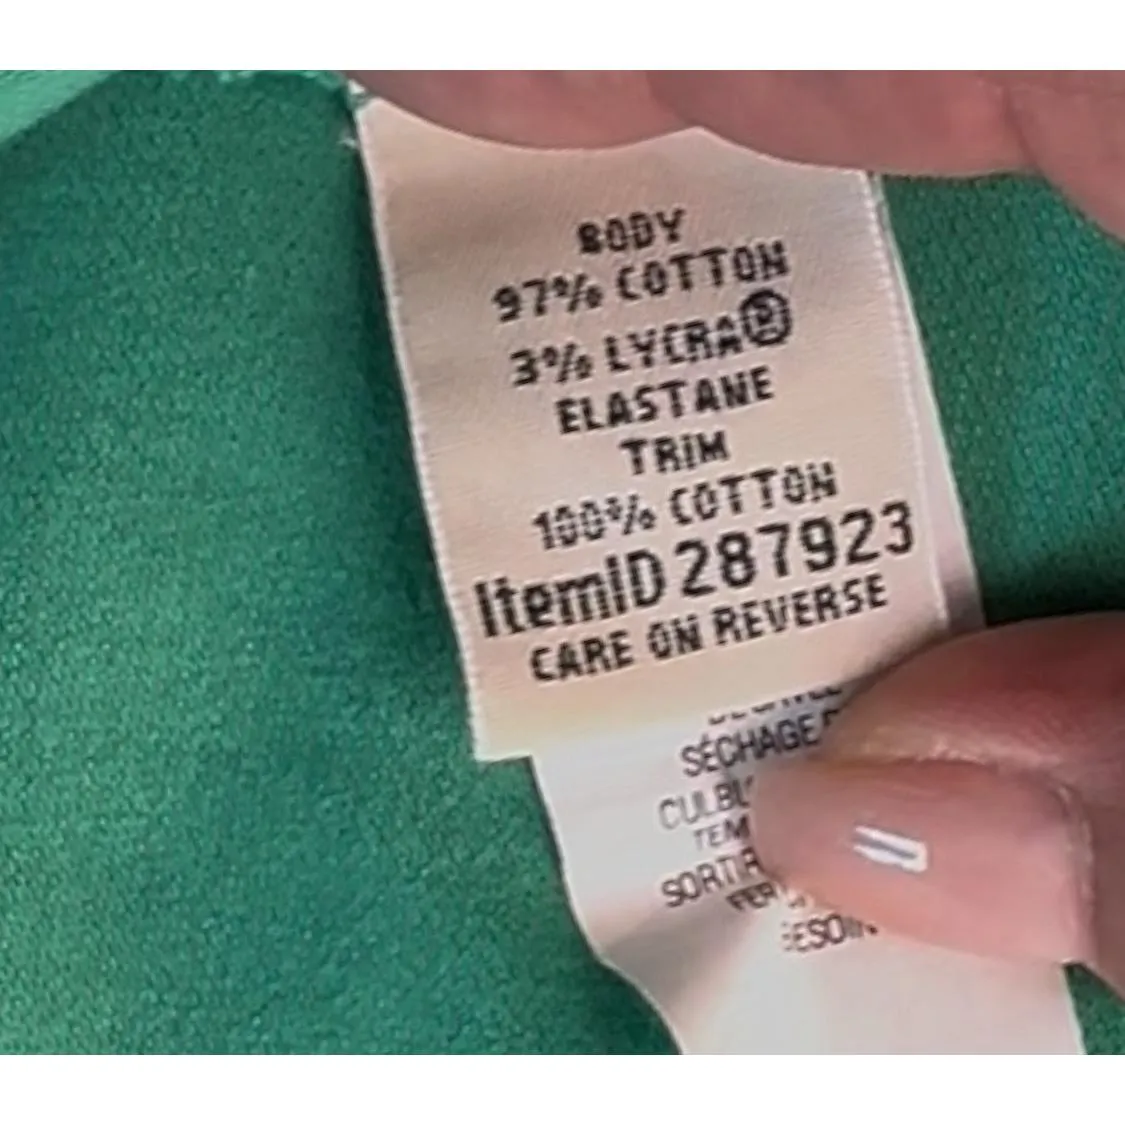 BODY
97% COTTON
3% LYCRA®
ELASTANE
TRIM
100% COTTON
ItemID 287923
CARE ON REVERSE
SÉCHAGE